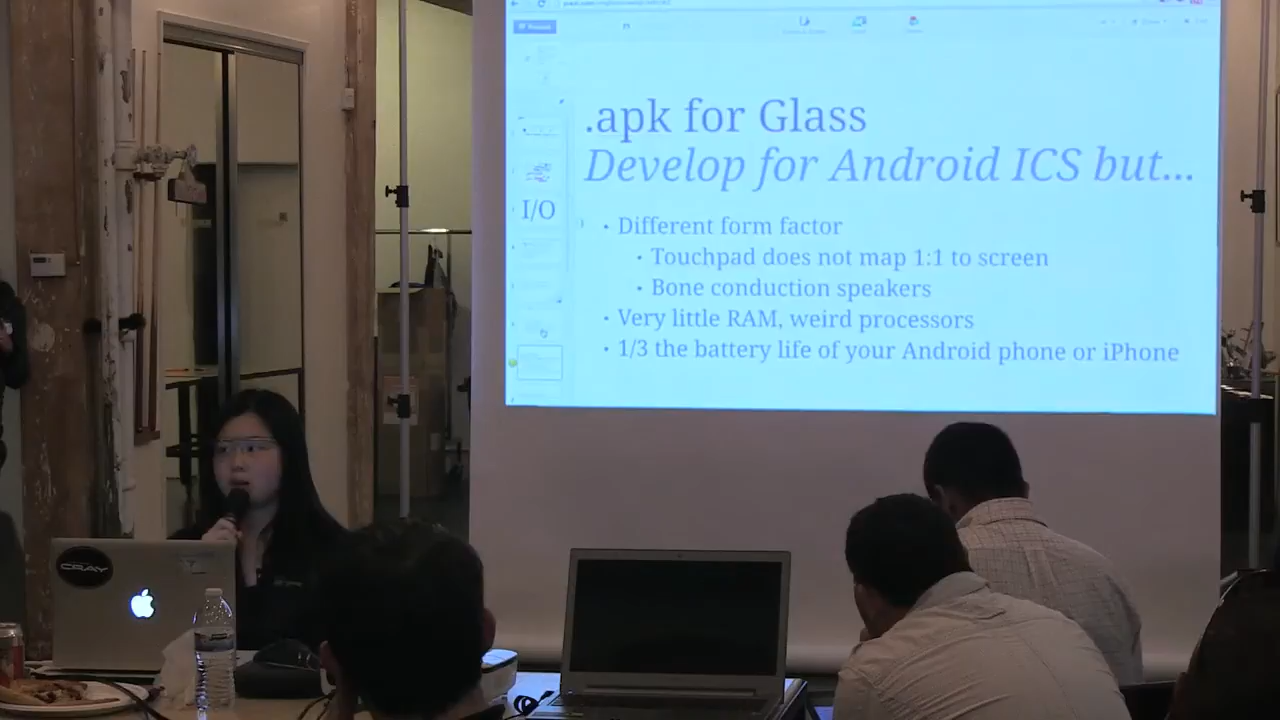 .apk for Glass
Develop for Android ICS but...
I/O
• Different form factor
• Touchpad does not map 1:1 to screen
• Bone conduction speakers
• Very little RAM, weird processors
• 1/3 the battery life of your Android phone or iPhone
CRAY